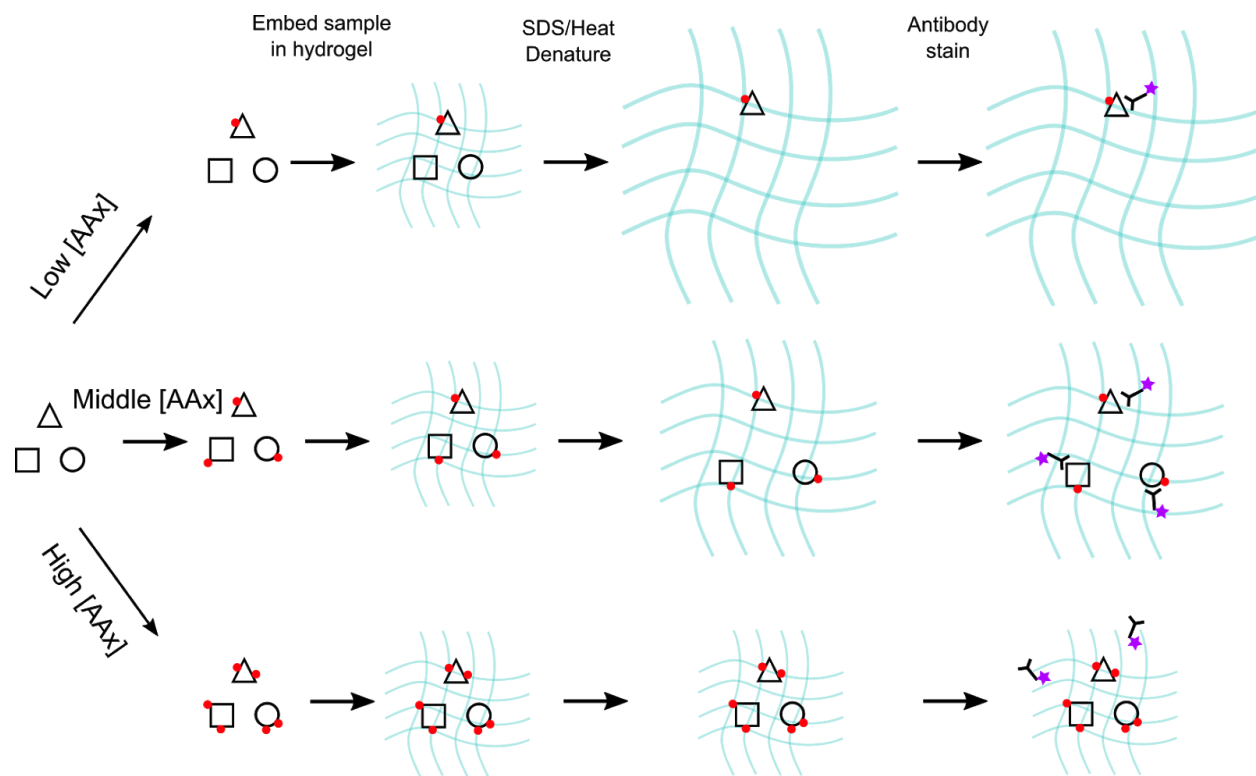 Embed sample
in hydrogel
SDS/Heat
Denature
Antibody
stain
Low [AAx]
Middle [AAx]
High [AAx]